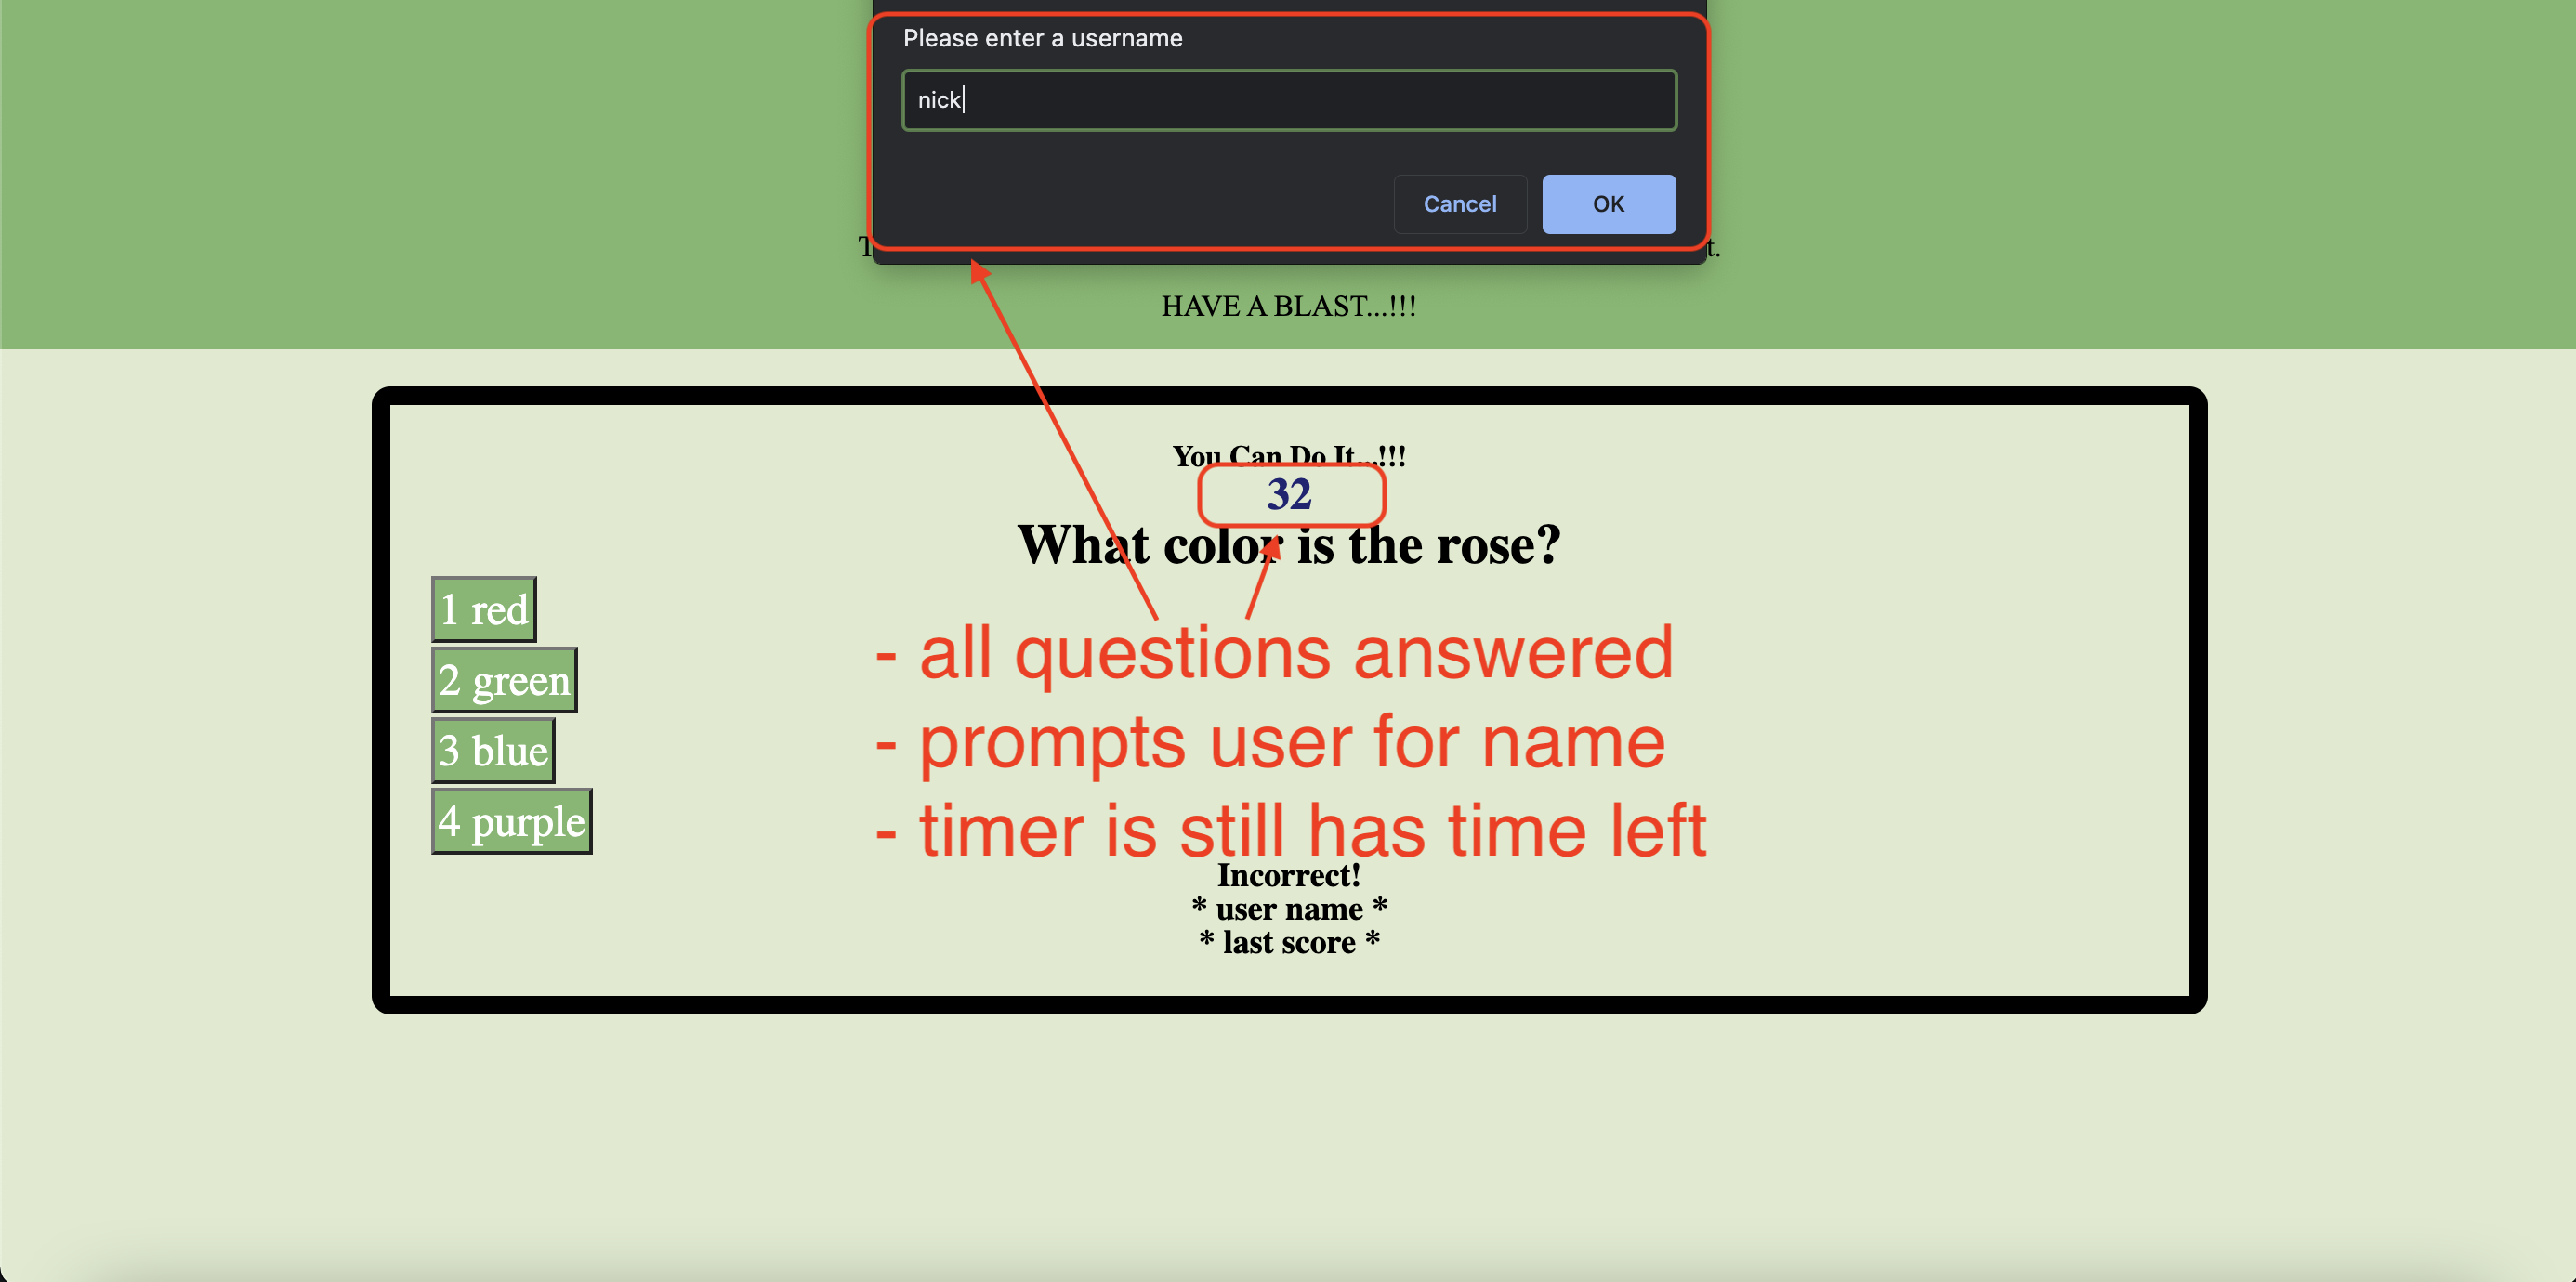 Please enter a username
nick
Cancel OK
t.
HAVE A BLAST...!!!
You Can Do It...!!!
32
What color is the rose?
1 red
2 green
3 blue
4 purple
- all questions answered
- prompts user for name
- timer is still has time left
Incorrect!
* user name *
* last score *